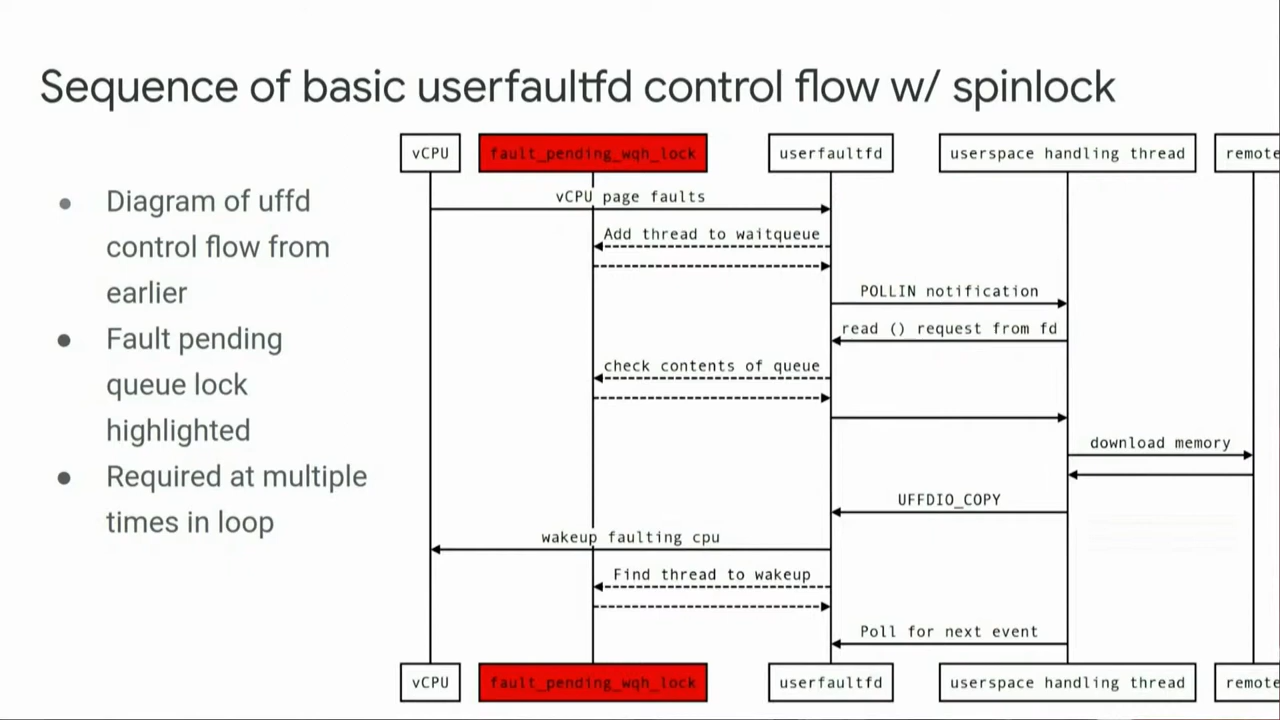 Sequence of basic userfaultfd control flow w/ spinlock
Diagram of uffd
control flow from
earlier
Fault pending
queue lock
highlighted
Required at multiple
times in loop
vCPU
fault_pending_wqh_lock
userfaultfd
userspace handling thread
remote
vCPU page faults
Add thread to waitqueue
POLLIN notification
read () request from fd
check contents of queue
download memory
UFFDIO_COPY
wakeup faulting cpu
Find thread to wakeup
Poll for next event
vCPU
fault_pending_wqh_lock
userfaultfd
userspace handling thread
remote